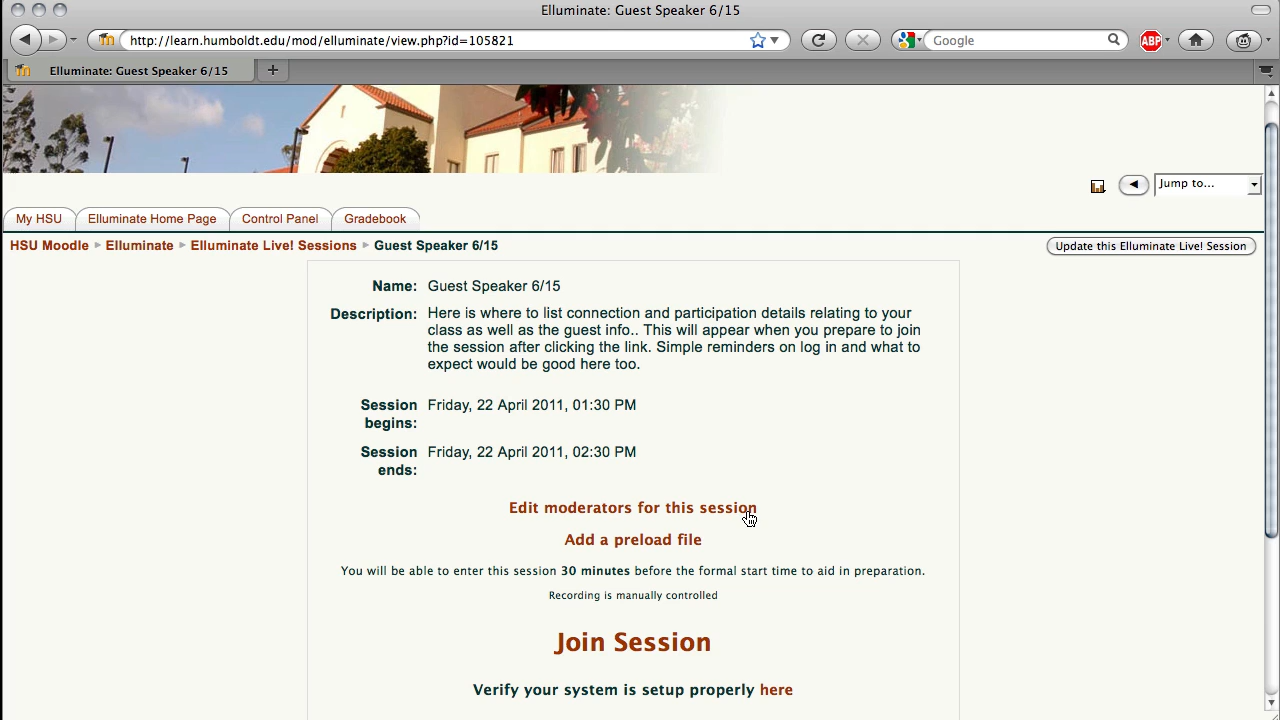 Elluminate: Guest Speaker 6/15
http://learn.humboldt.edu/mod/elluminate/view.php?id=105821
Google
ABP
Elluminate: Guest Speaker 6/15
+
Jump to...
My HSU
Elluminate Home Page
Control Panel
Gradebook
HSU Moodle ► Elluminate ► Elluminate Live! Sessions ► Guest Speaker 6/15
Update this Elluminate Live! Session
Name: Guest Speaker 6/15
Description: Here is where to list connection and participation details relating to your
class as well as the guest info.. This will appear when you prepare to join
the session after clicking the link. Simple reminders on log in and what to
expect would be good here too.
Session Friday, 22 April 2011, 01:30 PM
begins:
Session Friday, 22 April 2011, 02:30 PM
ends:
Edit moderators for this session
Add a preload file
You will be able to enter this session 30 minutes before the formal start time to aid in preparation.
Recording is manually controlled
Join Session
Verify your system is setup properly here